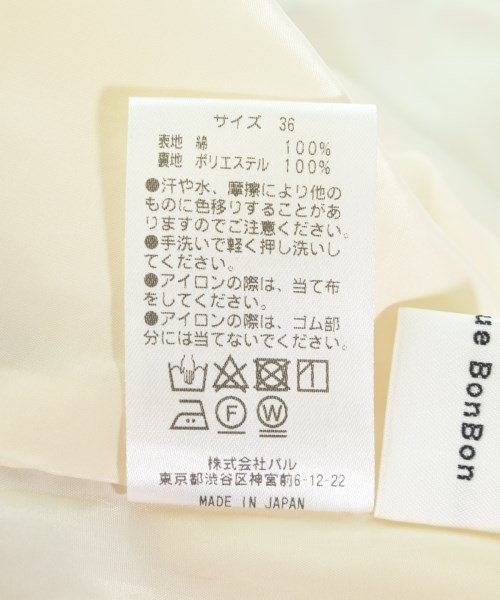 サイズ 36
表地 綿 100%
裏地 ポリエステル 100%
●汗や水、摩擦により他の
ものに色移りすることがあ
りますのでご注意ください。
●手洗いで軽く押し洗いし
てください。
●アイロンの際は、当て布
をしてください。
●アイロンの際は、ゴム部
分には当てないでください。
F W
株式会社パル
東京都渋谷区神宮前6-12-22
MADE IN JAPAN
ue BonBon